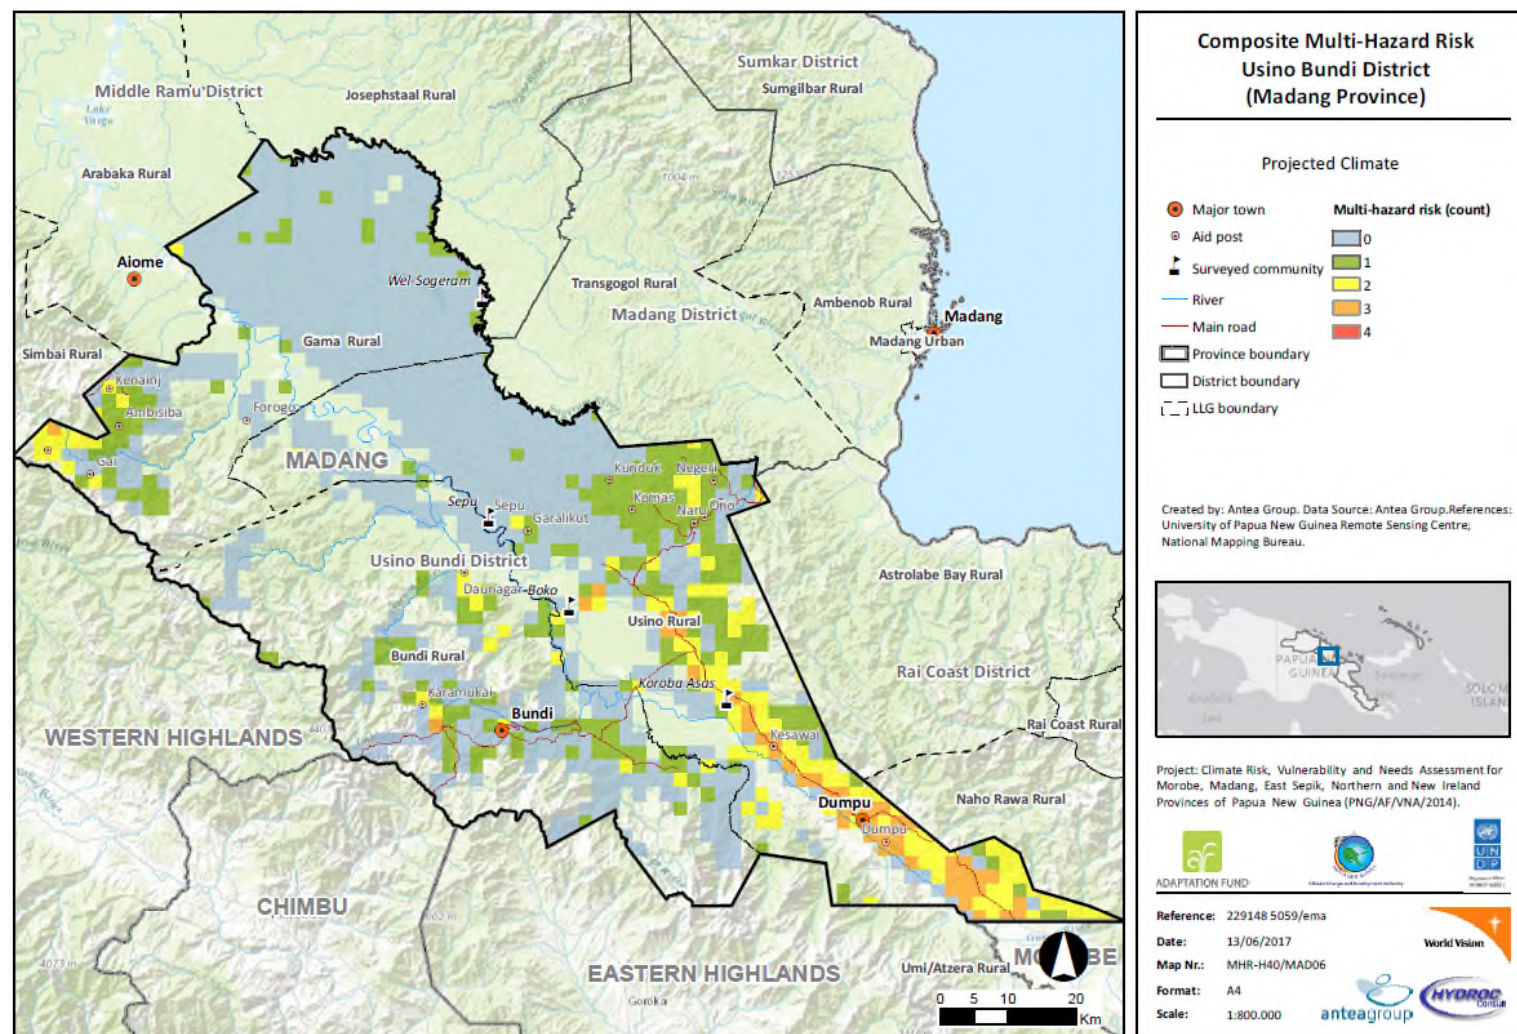 Sumkar District
Sumgilbar Rural
Middle Ramu District
Josephstaal Rural
Arabaka Rural
1004 m
Aiome
Wel-Sogeram
Transgogol Rural
Ambenob Rural
Madang District
Madang
Madang Urban
Gama Rural
Simbai Rural
Kenainj
Ambisiba
Forogo
Gai
MADANG
Kunduk
Negeri
Komas
Naru
Ono
Sepu
Sepu
Garalikut
Usino Bundi District
Astrolabe Bay Rural
Daunagar
Boko
Usino Rural
Bundi Rural
Rai Coast District
Koroba Asas
Karamukai
Bundi
Rai Coast Rural
WESTERN HIGHLANDS
Kesawai
Naho Rawa Rural
Dumpu
Dumpu
CHIMBU
4073 m
EASTERN HIGHLANDS
Umi/Atzera Rural
Goroka
0 5 10 20
Km
Composite Multi-Hazard Risk
Usino Bundi District
(Madang Province)
Projected Climate
Major town
Aid post
Surveyed community
River
Main road
Province boundary
District boundary
LLG boundary
Multi-hazard risk (count)
0
1
2
3
4
Created by: Antea Group. Data Source: Antea Group.References:
University of Papua New Guinea Remote Sensing Centre;
National Mapping Bureau.
Project: Climate Risk, Vulnerability and Needs Assessment for
Morobe, Madang, East Sepik, Northern and New Ireland
Provinces of Papua New Guinea (PNG/AF/VNA/2014).
ADAPTATION FUND
U N
D P
Reference: 229148 5059/ema
Date: 13/06/2017
Map Nr.: MHR-H40/MAD06
Format: A4
Scale: 1:800.000
World Vision
anteagroup
HYDROC
Consult